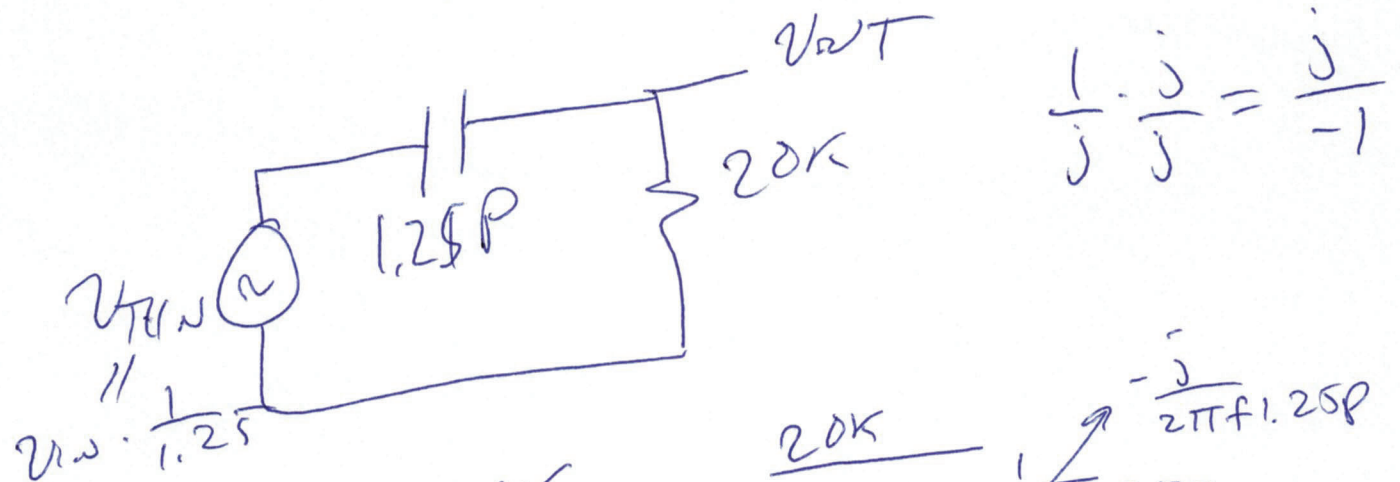 VOUT
1/j · j/j = j/-1
20K
1.25P
VTHN
||
VIN · 1/1.25
-j/2πf1.25P
20K